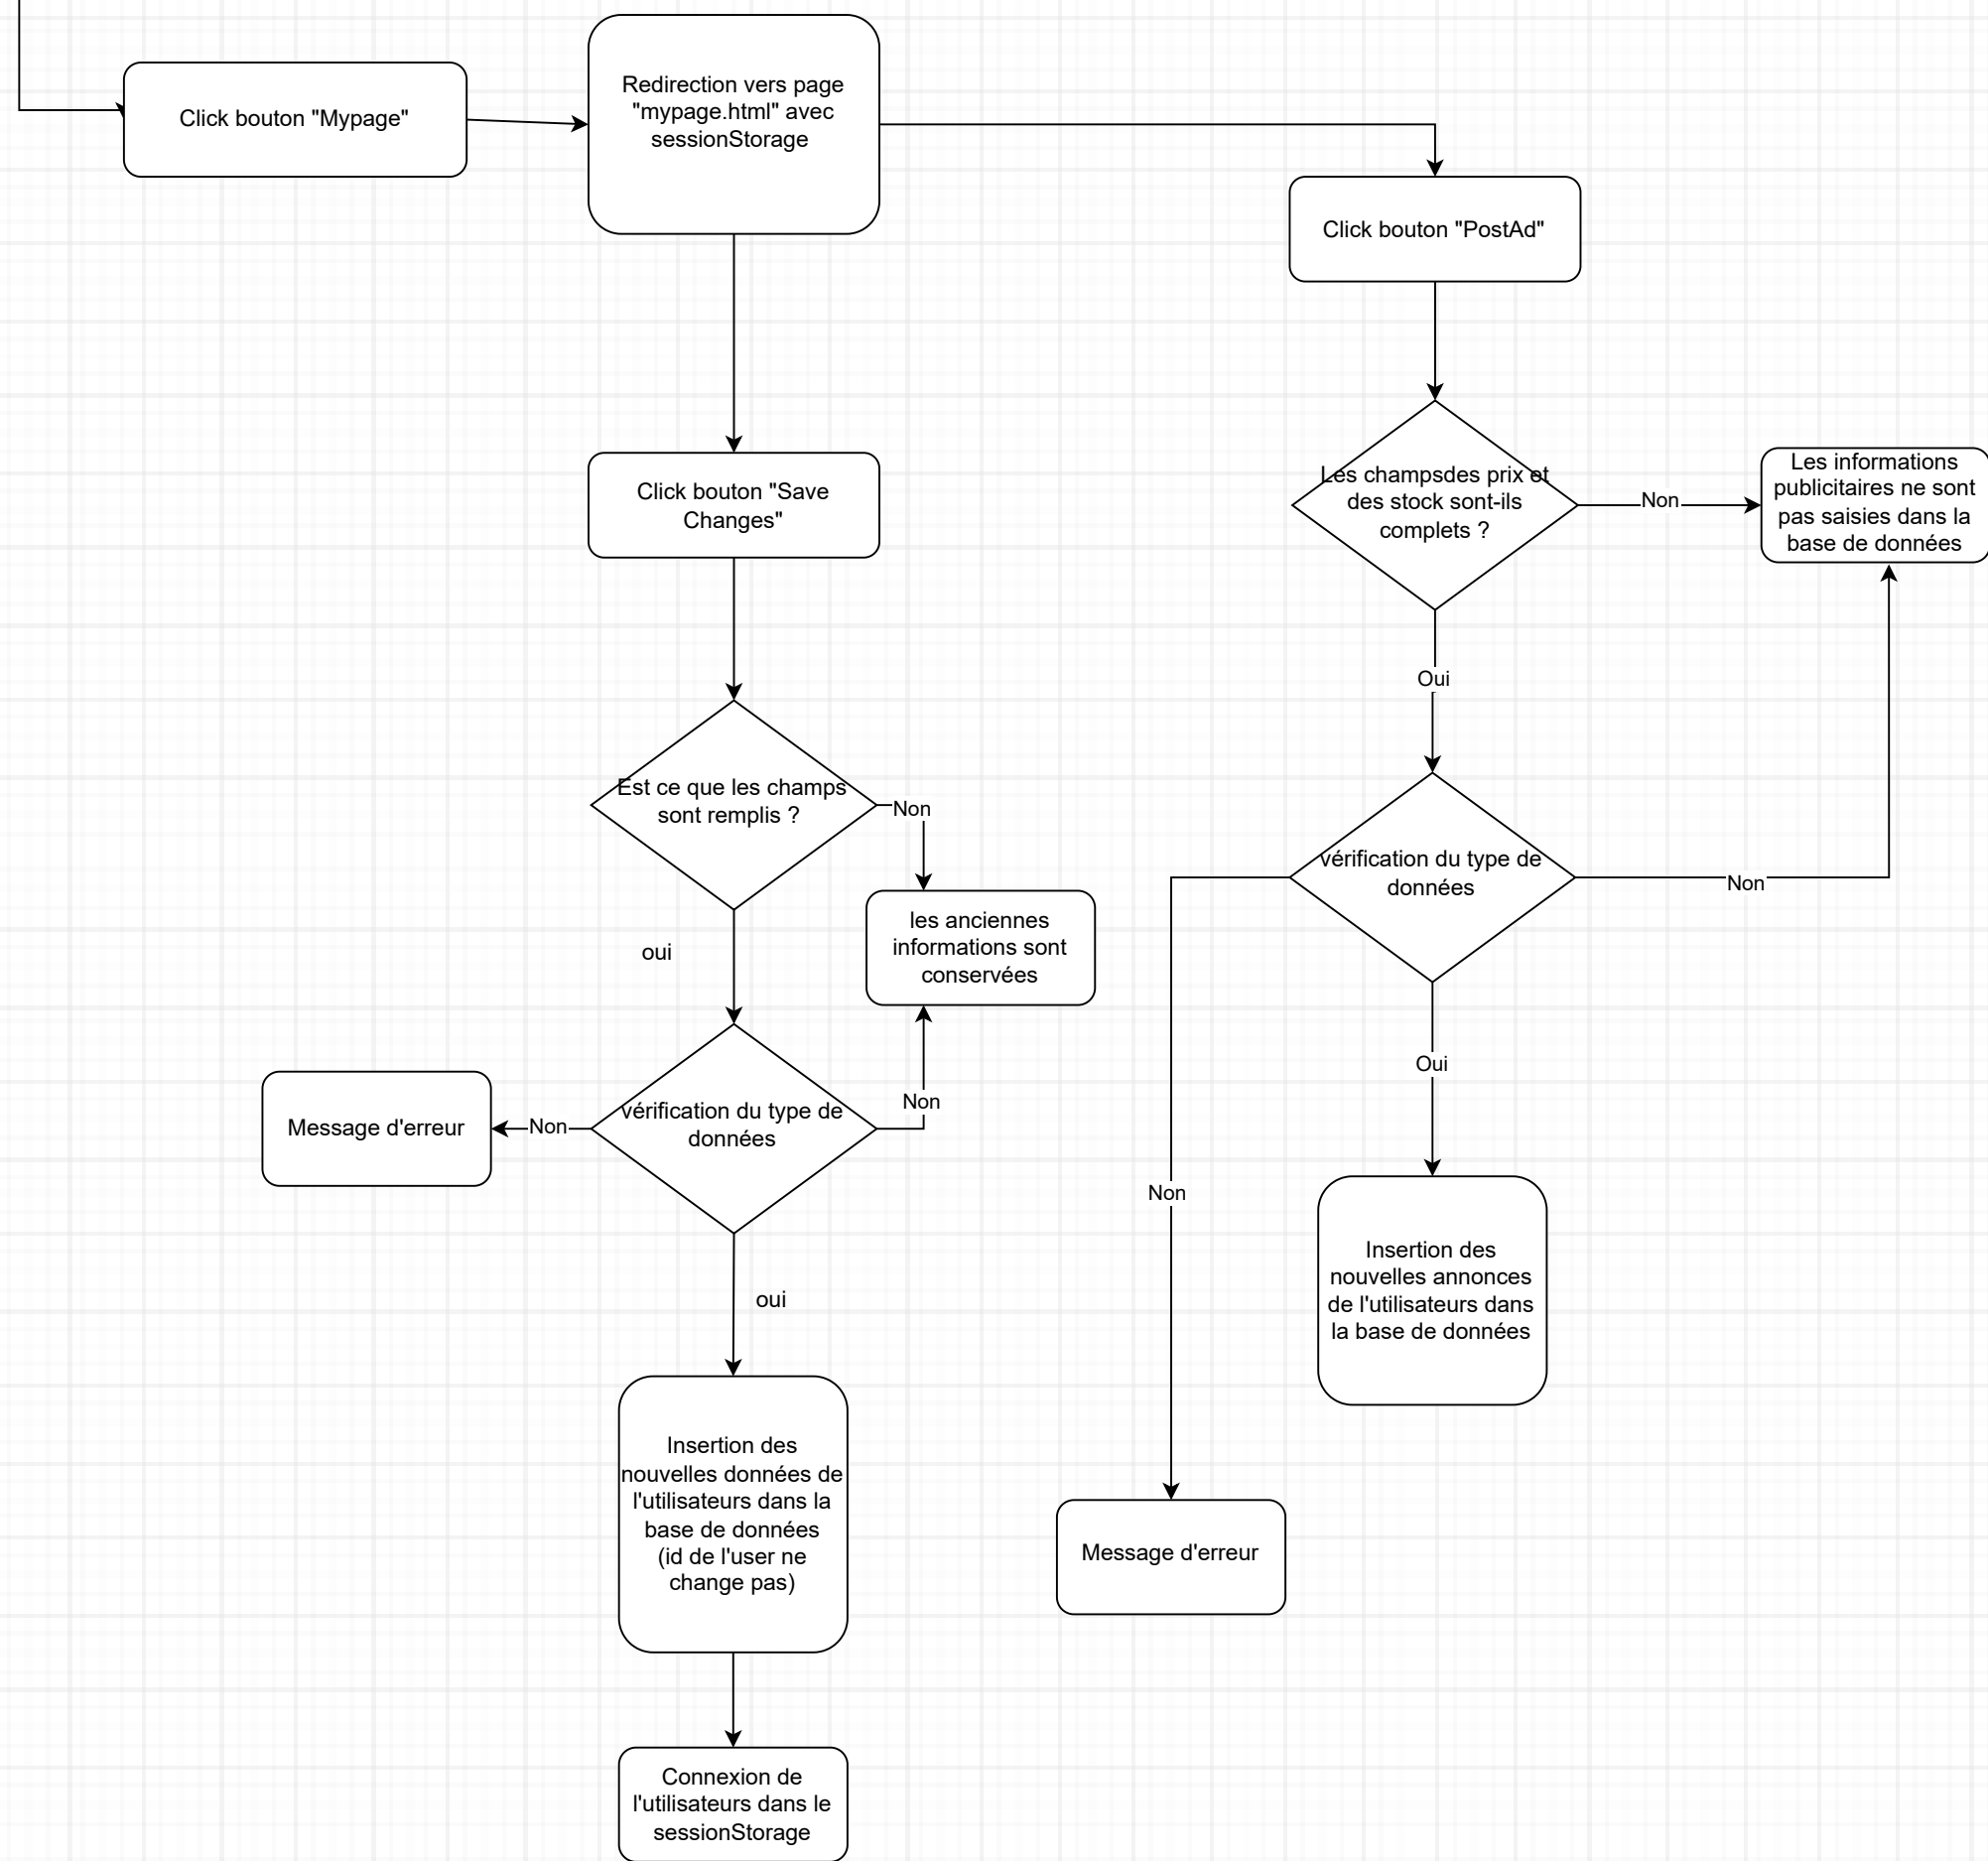 Click bouton "Mypage"
Redirection vers page
"mypage.html" avec
sessionStorage
Click bouton "PostAd"
Click bouton "Save
Changes"
Les champsdes prix et
des stock sont-ils
complets ?
Non
Les informations
publicitaires ne sont
pas saisies dans la
base de données
Oui
Est ce que les champs
sont remplis ?
Non
vérification du type de
données
Non
les anciennes
informations sont
conservées
oui
Oui
Message d'erreur
Non
vérification du type de
données
Non
Non
Insertion des
nouvelles annonces
de l'utilisateurs dans
la base de données
oui
Insertion des
nouvelles données de
l'utilisateurs dans la
base de données
(id de l'user ne
change pas)
Message d'erreur
Connexion de
l'utilisateurs dans le
sessionStorage